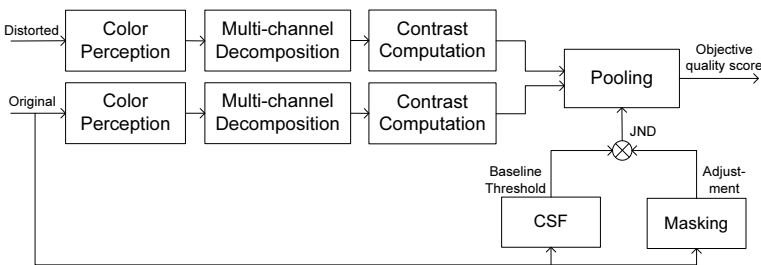 Distorted
Color
Perception
Multi-channel
Decomposition
Contrast
Computation
Original
Color
Perception
Multi-channel
Decomposition
Contrast
Computation
Pooling
Objective
quality score
JND
Baseline
Threshold
Adjust-
ment
CSF
Masking